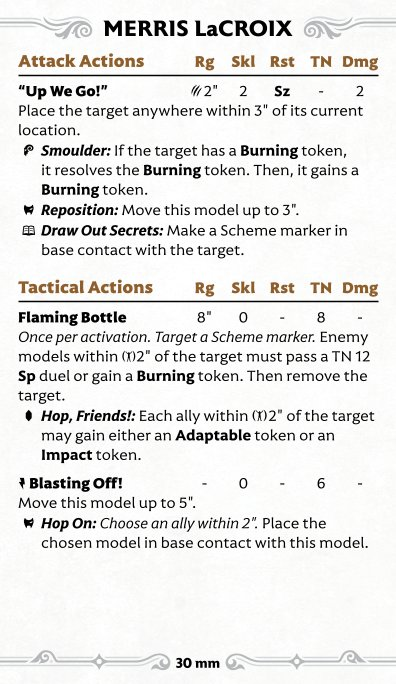 MERRIS LaCROIX
Attack Actions Rg Skl Rst TN Dmg
“Up We Go!” 2" 2 Sz - 2
Place the target anywhere within 3" of its current
location.
Smoulder: If the target has a Burning token,
it resolves the Burning token. Then, it gains a
Burning token.
Reposition: Move this model up to 3".
Draw Out Secrets: Make a Scheme marker in
base contact with the target.
Tactical Actions Rg Skl Rst TN Dmg
Flaming Bottle 8" 0 - 8 -
Once per activation. Target a Scheme marker. Enemy
models within 2" of the target must pass a TN 12
Sp duel or gain a Burning token. Then remove the
target.
Hop, Friends!: Each ally within 2" of the target
may gain either an Adaptable token or an
Impact token.
Blasting Off! - 0 - 6 -
Move this model up to 5".
Hop On: Choose an ally within 2". Place the
chosen model in base contact with this model.
30 mm